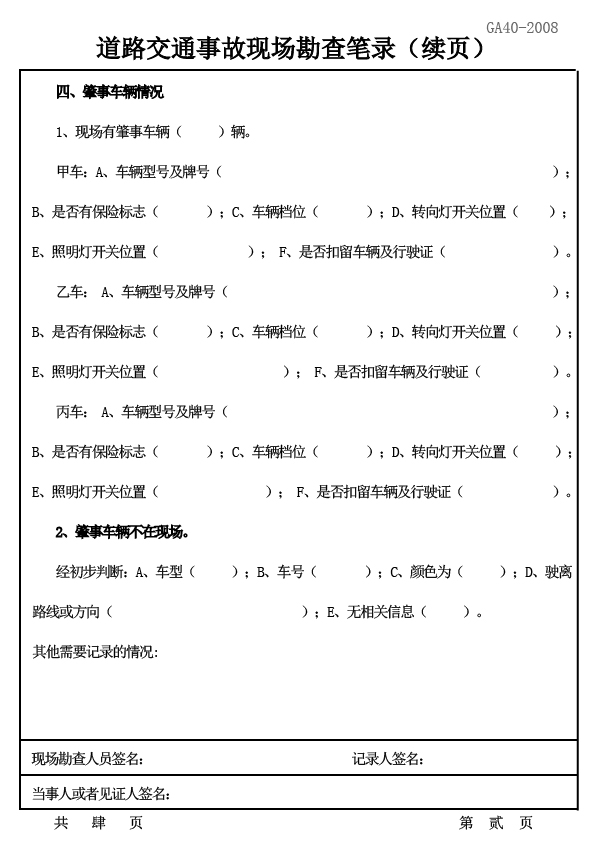 GA40-2008
道路交通事故现场勘查笔录（续页）
四、肇事车辆情况
1、现场有肇事车辆（　　）辆。
甲车：A、车辆型号及牌号（　　　　　　　　　　　　）；
B、是否有保险标志（　　　）；C、车辆档位（　　　）；D、转向灯开关位置（　　）；
E、照明灯开关位置（　　　　　）； F、是否扣留车辆及行驶证（　　　　　）。
乙车： A、车辆型号及牌号（　　　　　　　　　　　　）；
B、是否有保险标志（　　　）；C、车辆档位（　　　）；D、转向灯开关位置（　　）；
E、照明灯开关位置（　　　　　　　）； F、是否扣留车辆及行驶证（　　　　）。
丙车： A、车辆型号及牌号（　　　　　　　　　　　　）；
B、是否有保险标志（　　　）；C、车辆档位（　　　）；D、转向灯开关位置（　　）；
E、照明灯开关位置（　　　　　　）； F、是否扣留车辆及行驶证（　　　　）。
2、肇事车辆不在现场。
经初步判断：A、车型（　　）；B、车号（　　　）；C、颜色为（　　）；D、驶离
路线或方向（　　　　　　　　　　）；E、无相关信息（　　）。
其他需要记录的情况：
现场勘查人员签名：　　　　　　　　　　记录人签名：
当事人或者见证人签名：
共　肆　页　　　　　　　　　　　　第　贰　页